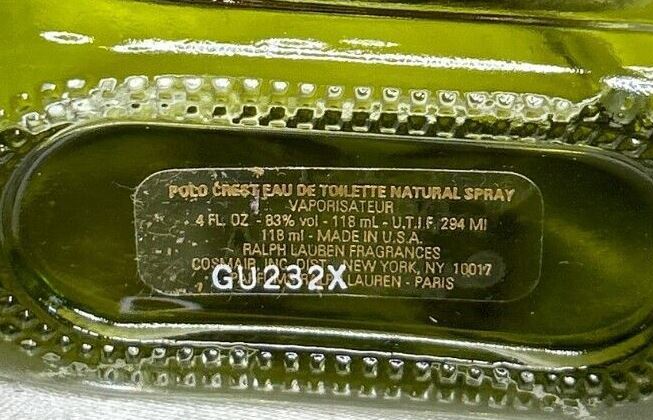 POLO CREST EAU DE TOILETTE NATURAL SPRAY
VAPORISATEUR
4 FL. OZ - 83% vol - 118 mL - U.T.I.F. 294 MI
118 ml - MADE IN U.S.A.
RALPH LAUREN FRAGRANCES
COSMAIR, INC. DIST. - NEW YORK, NY 10017
LAUREN - PARIS
GU232X